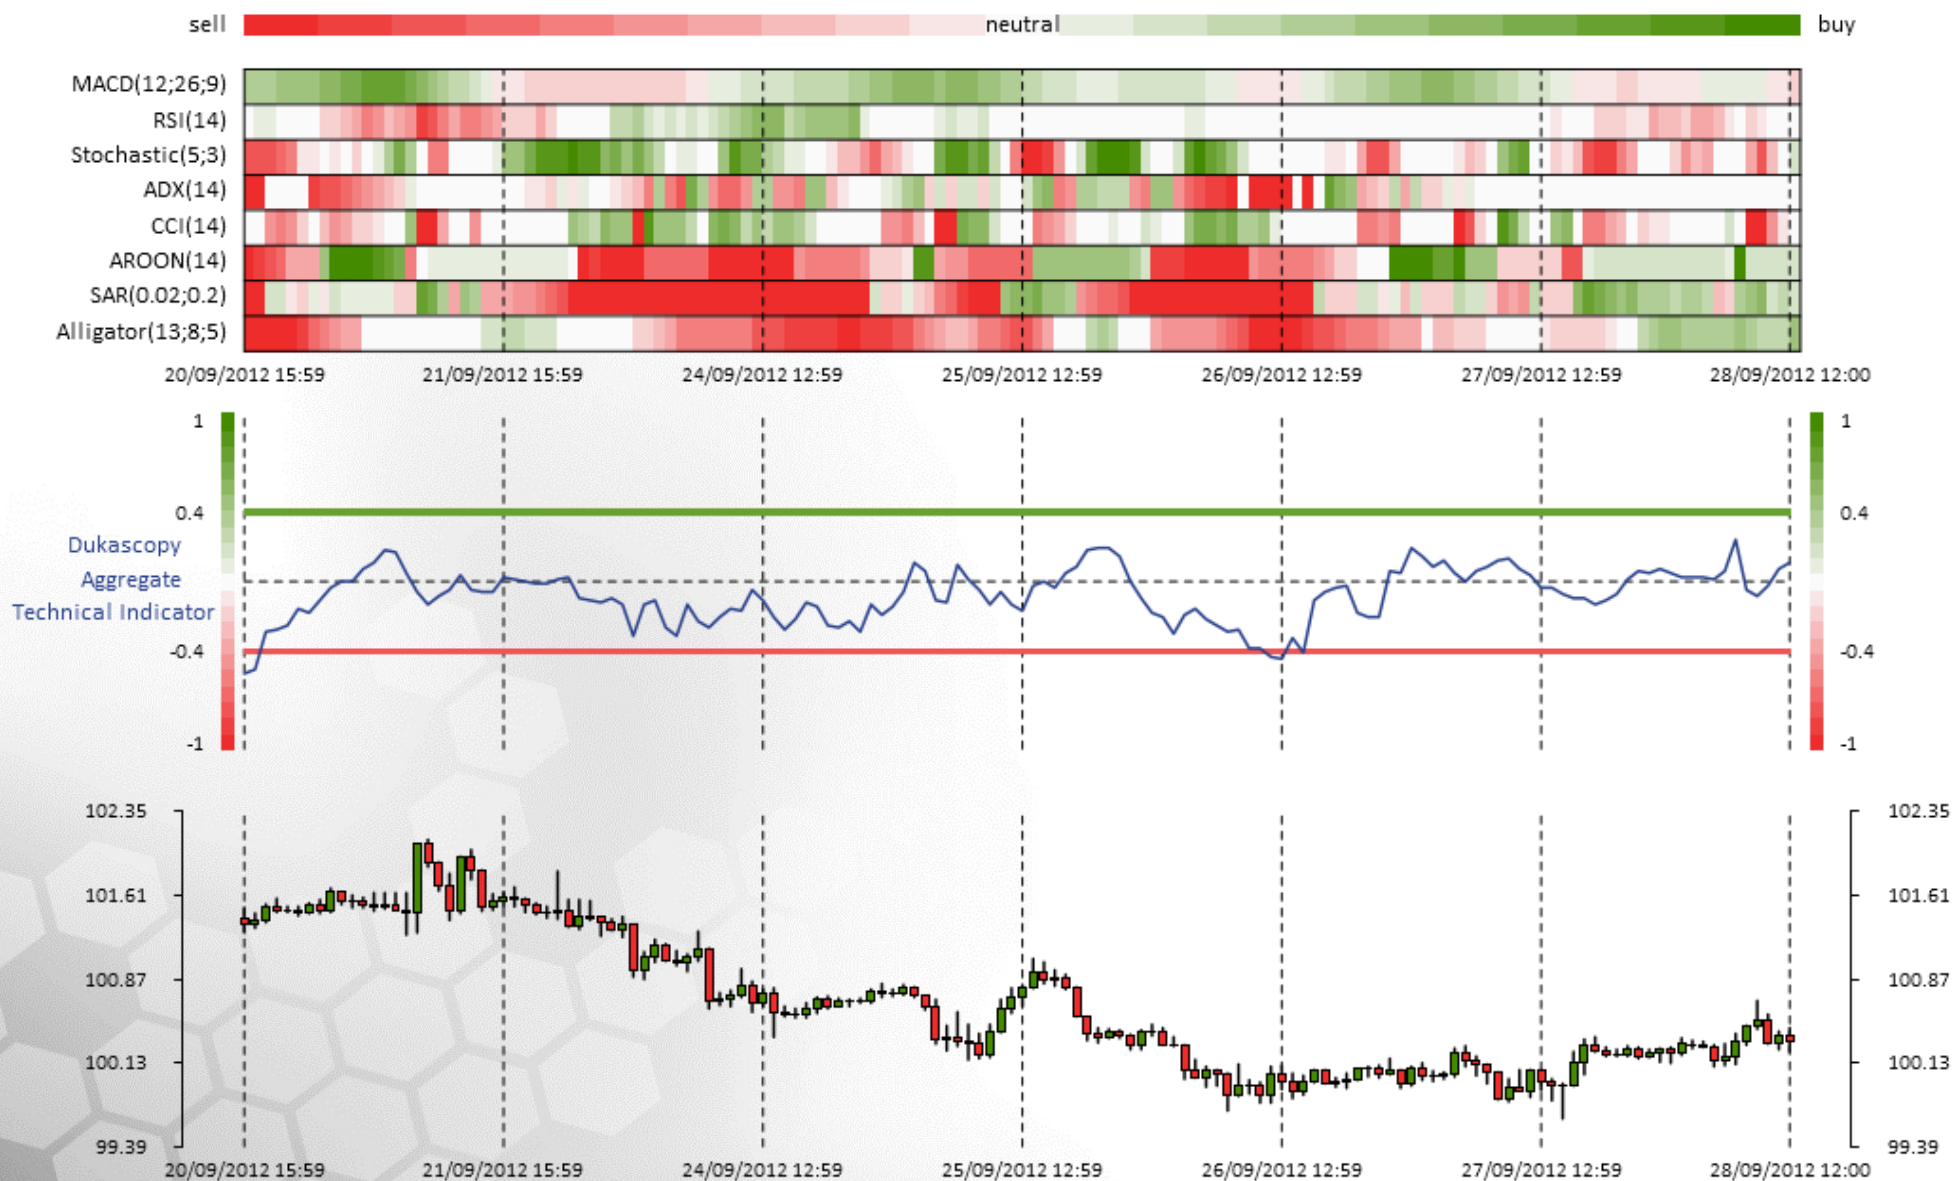 sell neutral buy
MACD(12;26;9)
RSI(14)
Stochastic(5;3)
ADX(14)
CCI(14)
AROON(14)
SAR(0.02;0.2)
Alligator(13;8;5)
20/09/2012 15:59 21/09/2012 15:59 24/09/2012 12:59 25/09/2012 12:59 26/09/2012 12:59 27/09/2012 12:59 28/09/2012 12:00
1 1
0.4 0.4
Dukascopy
Aggregate
Technical Indicator
-0.4 -0.4
-1 -1
102.35 102.35
101.61 101.61
100.87 100.87
100.13 100.13
99.39 99.39
20/09/2012 15:59 21/09/2012 15:59 24/09/2012 12:59 25/09/2012 12:59 26/09/2012 12:59 27/09/2012 12:59 28/09/2012 12:00